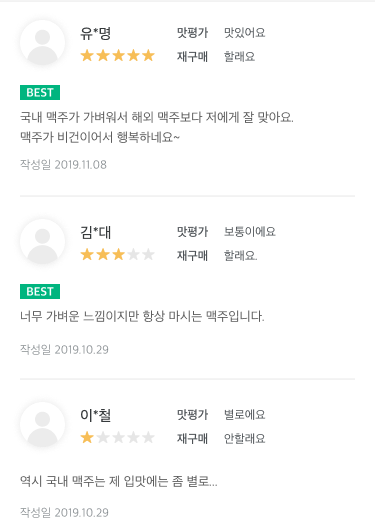 유*명 맛평가 맛있어요
재구매 할래요
BEST
국내 맥주가 가벼워서 해외 맥주보다 저에게 잘 맞아요.
맥주가 비건이어서 행복하네요~
작성일 2019.11.08
김*대 맛평가 보통이에요
재구매 할래요.
BEST
너무 가벼운 느낌이지만 항상 마시는 맥주입니다.
작성일 2019.10.29
이*철 맛평가 별로에요
재구매 안할래요
역시 국내 맥주는 제 입맛에는 좀 별로...
작성일 2019.10.29